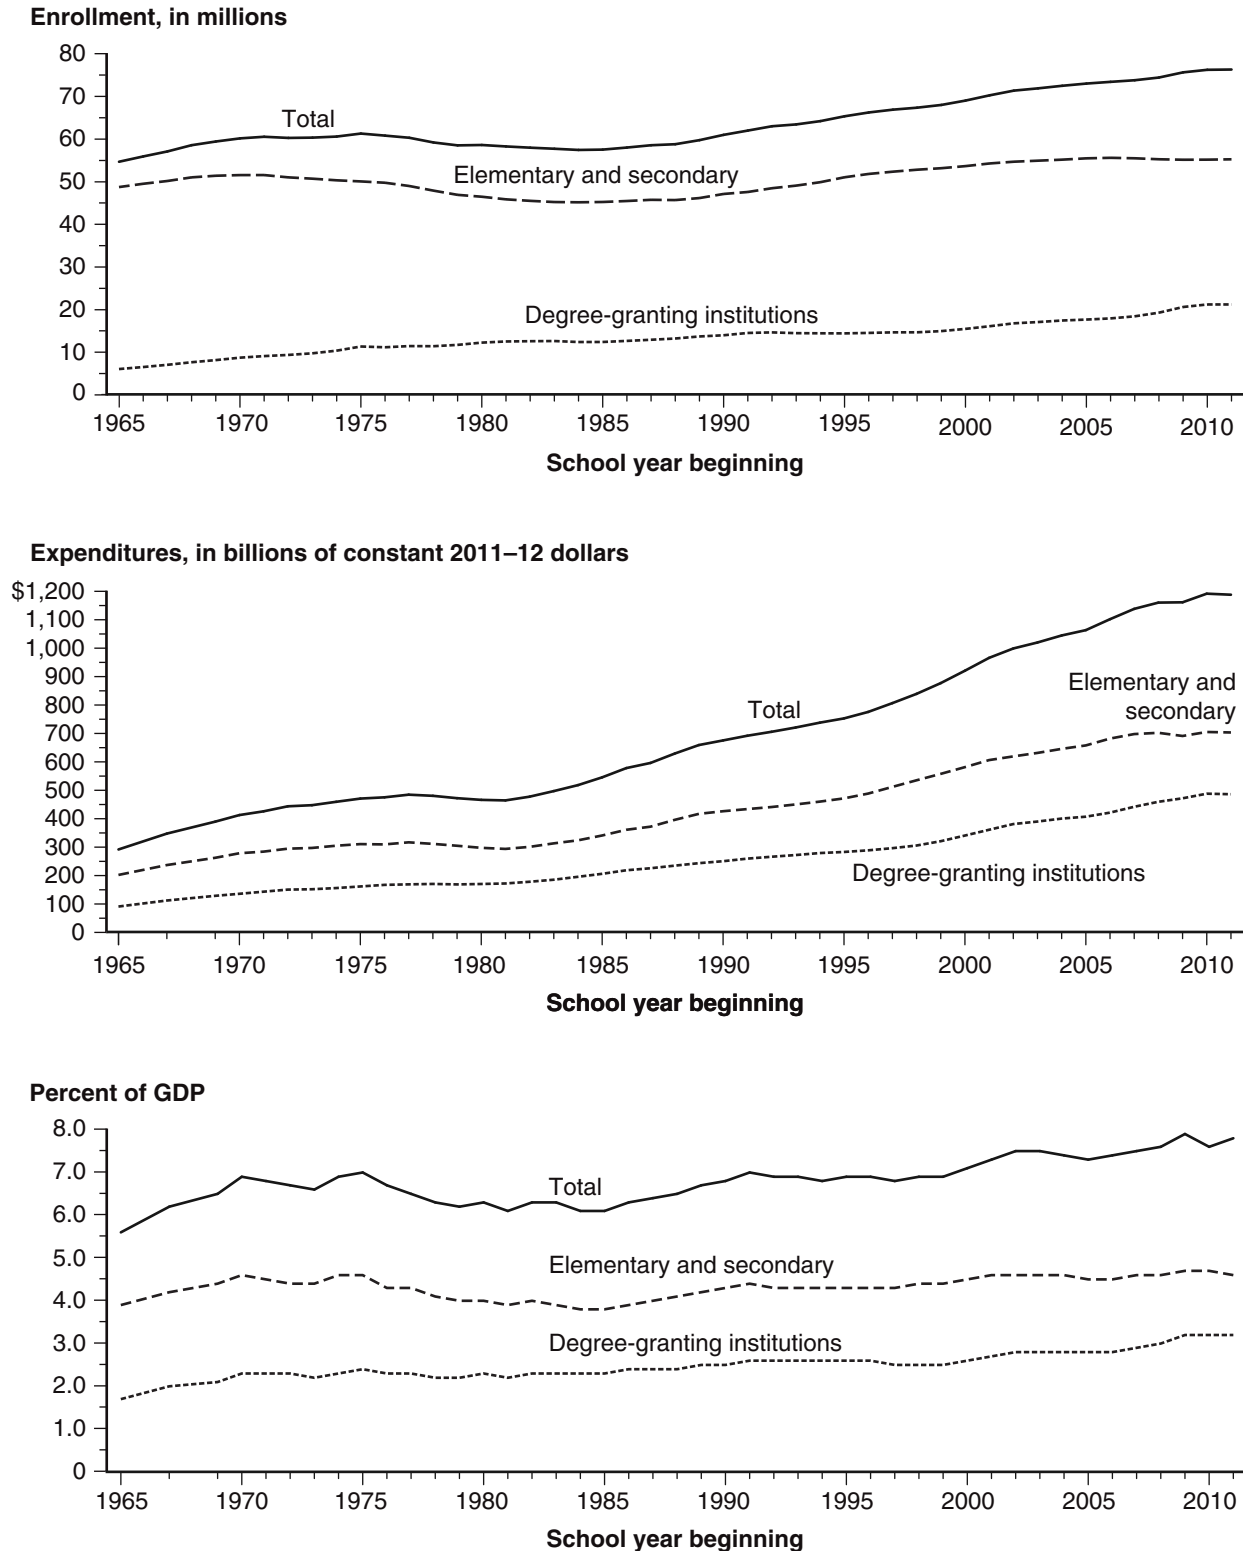 Enrollment, in millions
80
70
Total
60
Elementary and secondary
50
40
30
Degree-granting institutions
20
10
0
1965 1970 1975 1980 1985 1990 1995 2000 2005 2010
School year beginning
Expenditures, in billions of constant 2011–12 dollars
$1,200
1,100
1,000
900
Elementary and
secondary
800
Total
700
600
500
400
300
200
Degree-granting institutions
100
0
1965 1970 1975 1980 1985 1990 1995 2000 2005 2010
School year beginning
Percent of GDP
8.0
7.0
Total
6.0
5.0
Elementary and secondary
4.0
3.0
Degree-granting institutions
2.0
1.0
0
1965 1970 1975 1980 1985 1990 1995 2000 2005 2010
School year beginning